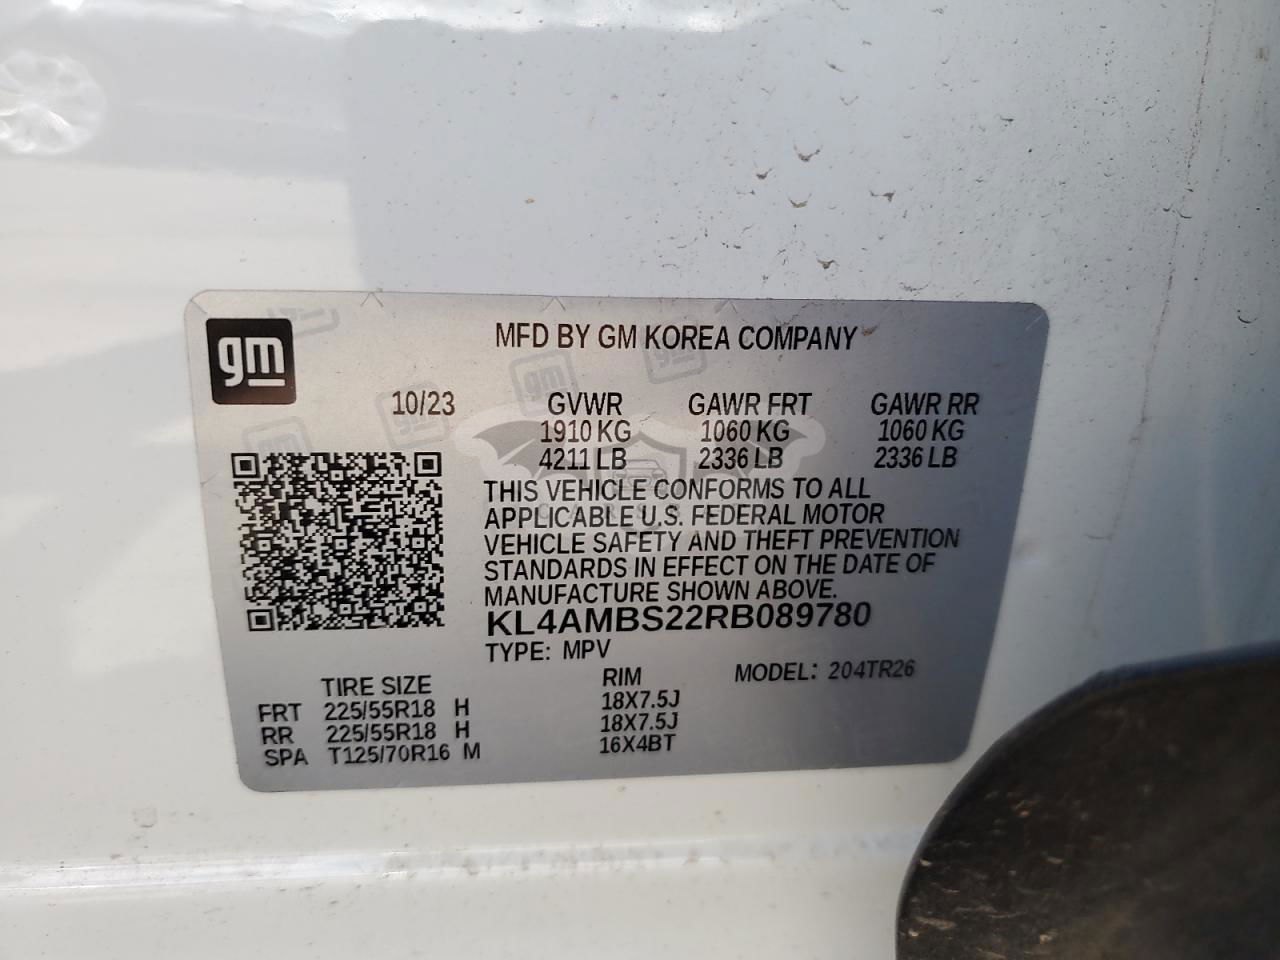 gm
MFD BY GM KOREA COMPANY
10/23 GVWR GAWR FRT GAWR RR
1910 KG 1060 KG 1060 KG
4211 LB 2336 LB 2336 LB
THIS VEHICLE CONFORMS TO ALL
APPLICABLE U.S. FEDERAL MOTOR
VEHICLE SAFETY AND THEFT PREVENTION
STANDARDS IN EFFECT ON THE DATE OF
MANUFACTURE SHOWN ABOVE.
KL4AMBS22RB089780
TYPE: MPV
TIRE SIZE RIM MODEL: 204TR26
FRT 225/55R18 H 18X7.5J
RR 225/55R18 H 18X7.5J
SPA T125/70R16 M 16X4BT